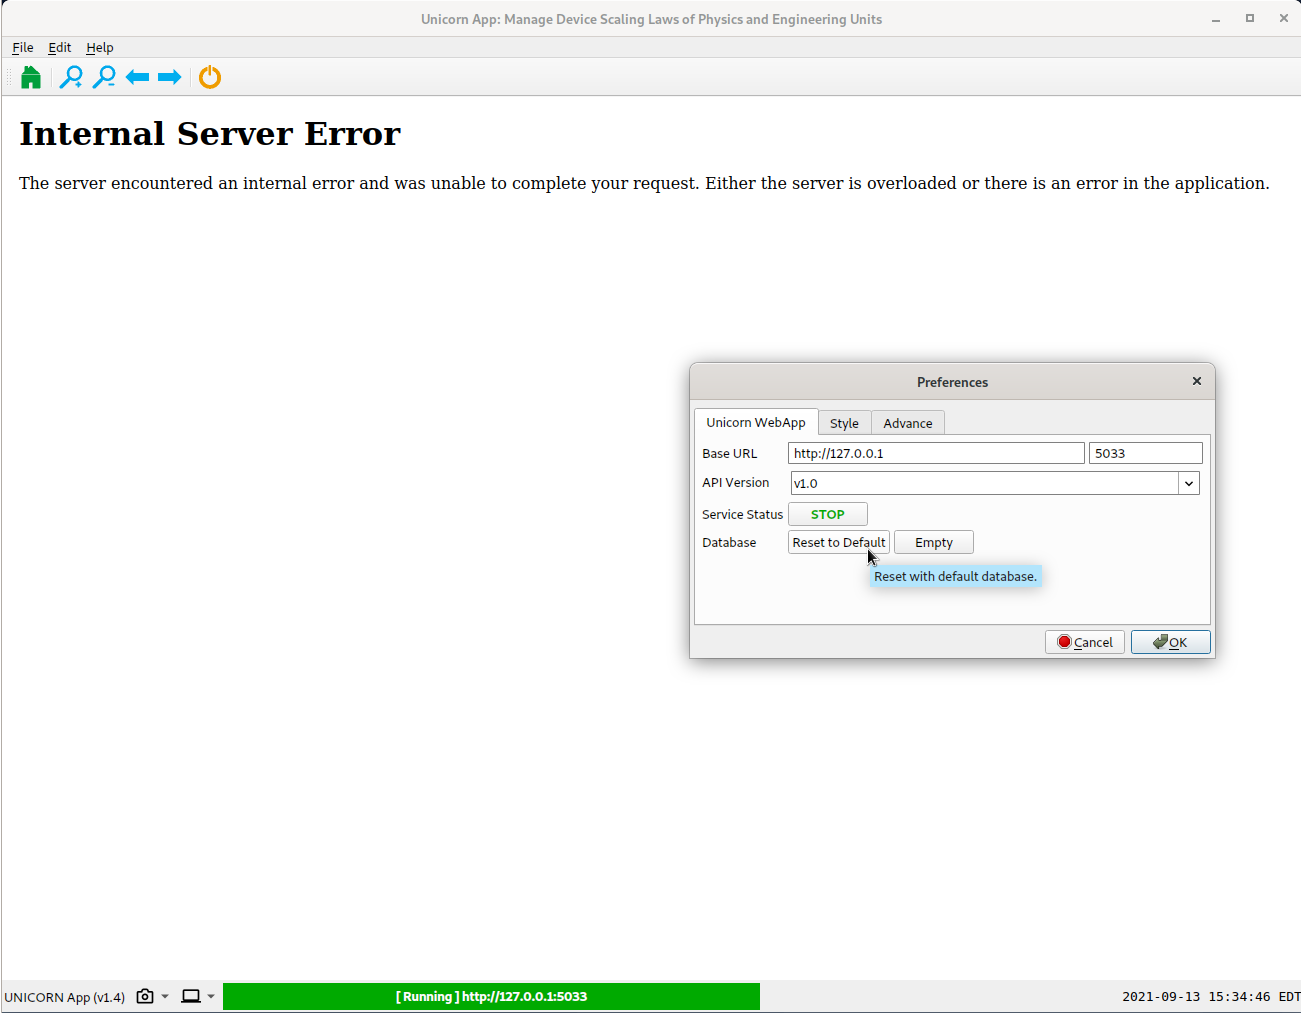 Unicorn App: Manage Device Scaling Laws of Physics and Engineering Units
File Edit Help
Internal Server Error
The server encountered an internal error and was unable to complete your request. Either the server is overloaded or there is an error in the application.
Preferences
Unicorn WebApp Style Advance
Base URL http://127.0.0.1 5033
API Version v1.0
Service Status STOP
Database Reset to Default Empty
Reset with default database.
Cancel OK
UNICORN App (v1.4) [ Running ] http://127.0.0.1:5033 2021-09-13 15:34:46 EDT